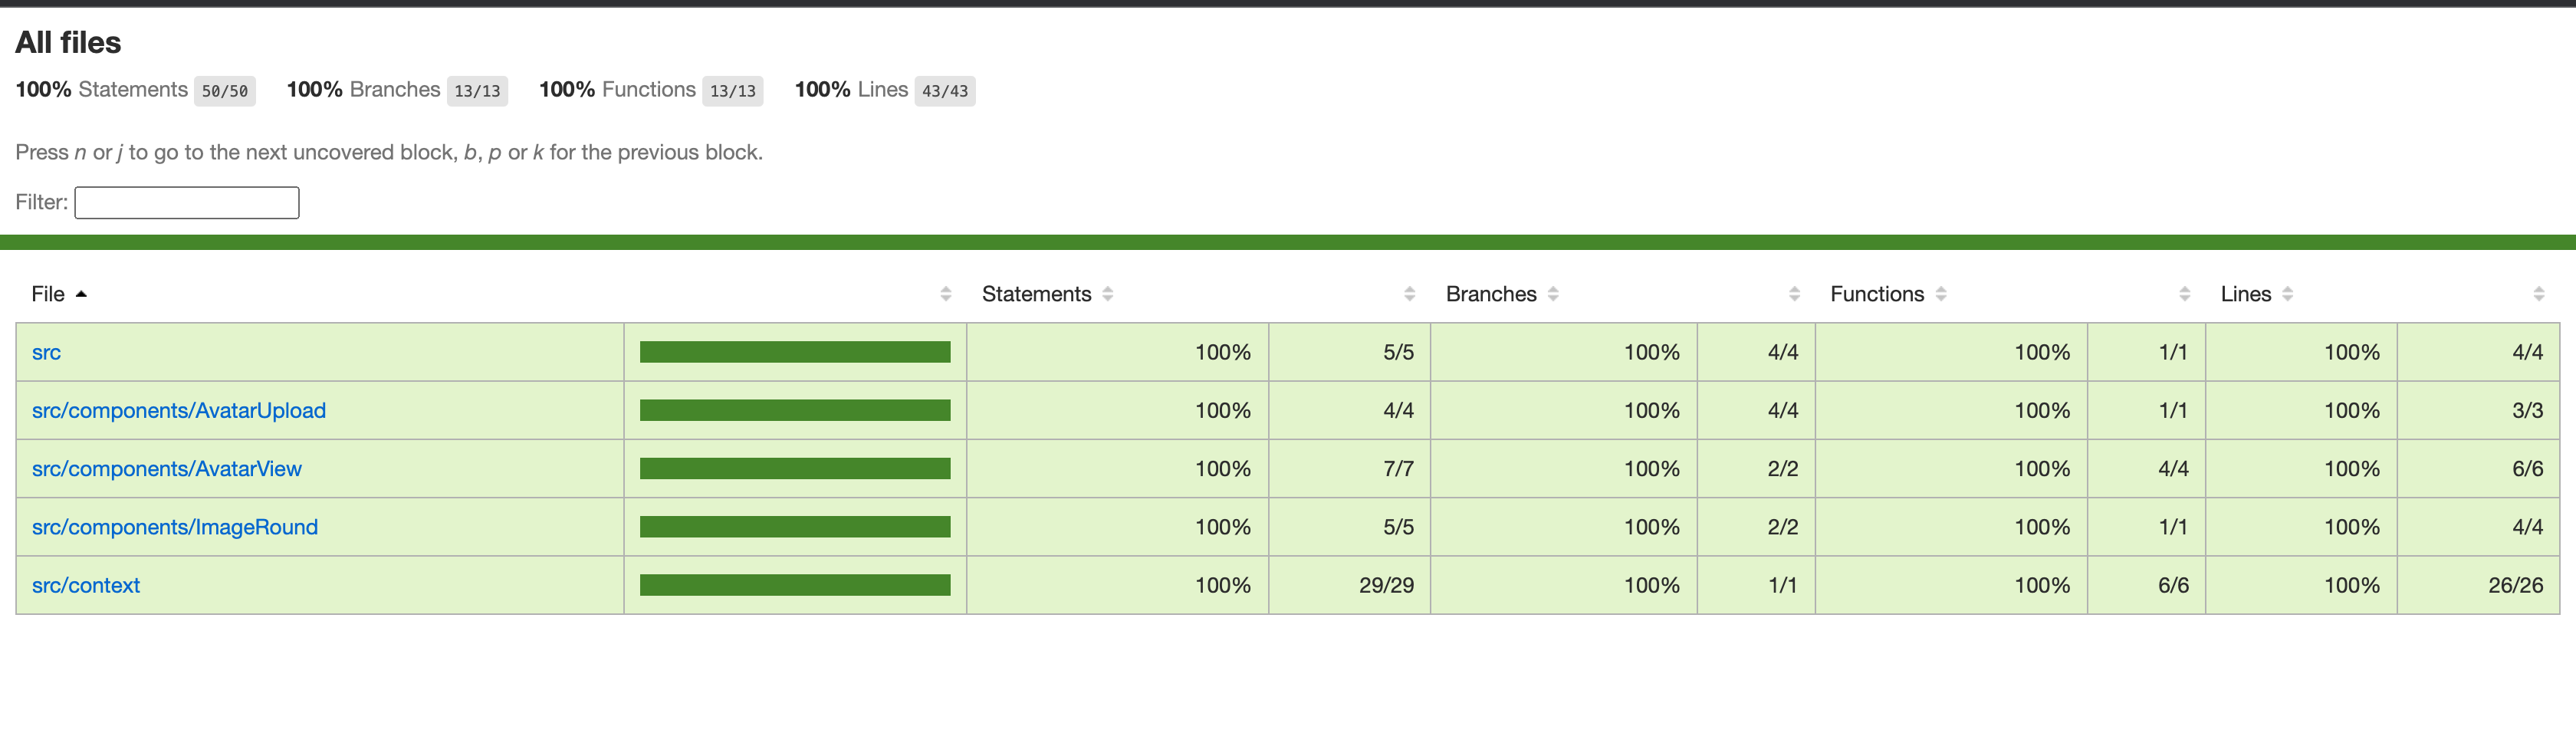 All files
100% Statements 50/50 100% Branches 13/13 100% Functions 13/13 100% Lines 43/43
Press n or j to go to the next uncovered block, b, p or k for the previous block.
Filter:
File Statements Branches Functions Lines
src 100% 5/5 100% 4/4 100% 1/1 100% 4/4
src/components/AvatarUpload 100% 4/4 100% 4/4 100% 1/1 100% 3/3
src/components/AvatarView 100% 7/7 100% 2/2 100% 4/4 100% 6/6
src/components/ImageRound 100% 5/5 100% 2/2 100% 1/1 100% 4/4
src/context 100% 29/29 100% 1/1 100% 6/6 100% 26/26